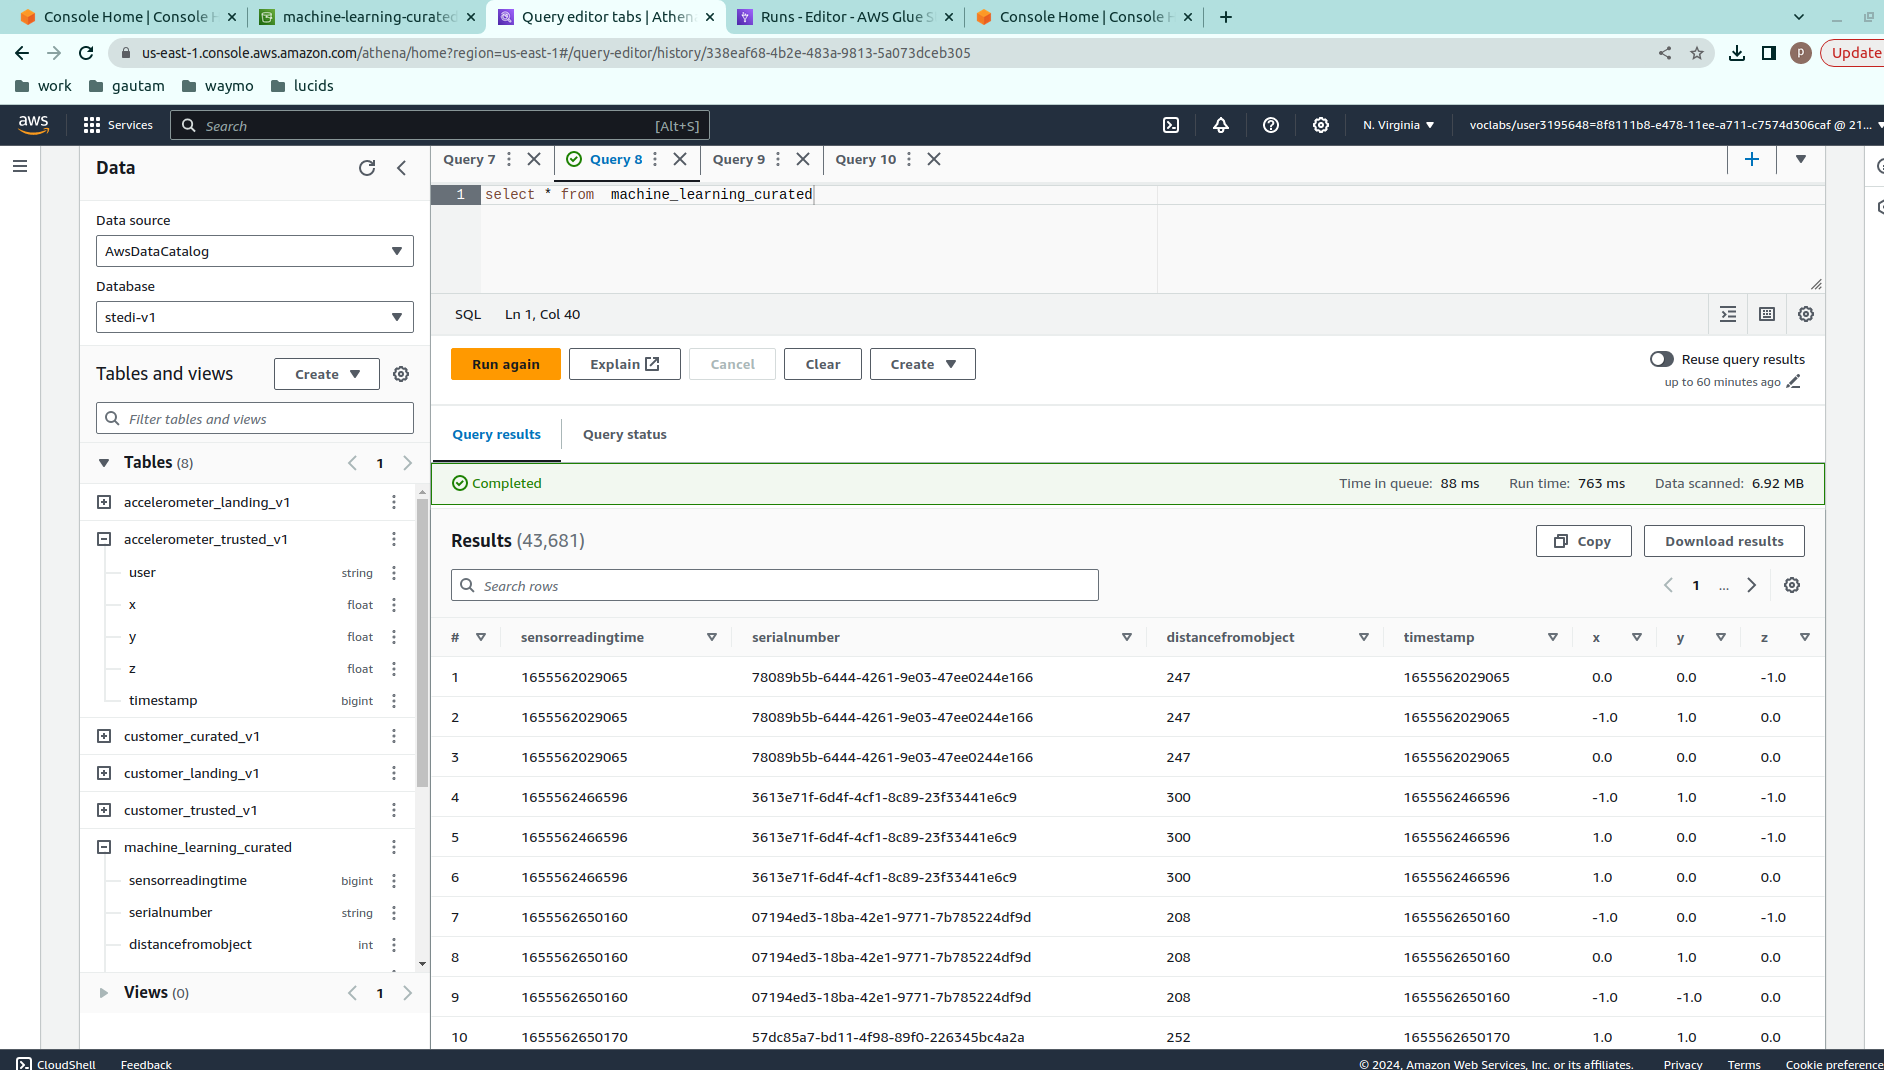 Console Home | Console H
machine-learning-curated
Query editor tabs | Athen
Runs - Editor - AWS Glue S
Console Home | Console H
us-east-1.console.aws.amazon.com/athena/home?region=us-east-1#/query-editor/history/338eaf68-4b2e-483a-9813-5a073dceb305
P
Update
work gautam waymo lucids
aws Services Search [Alt+S] N. Virginia voclabs/user3195648=8f8111b8-e478-11ee-a711-c7574d306caf @ 21...
Data
Data source
AwsDataCatalog
Database
stedi-v1
Tables and views
Create
Filter tables and views
Tables (8) 1
accelerometer_landing_v1
accelerometer_trusted_v1
user string
x float
y float
z float
timestamp bigint
customer_curated_v1
customer_landing_v1
customer_trusted_v1
machine_learning_curated
sensorreadingtime bigint
serialnumber string
distancefromobject int
Views (0) 1
Query 7 Query 8 Query 9 Query 10
1 select * from machine_learning_curated
SQL Ln 1, Col 40
Run again Explain Cancel Clear Create
Reuse query results
up to 60 minutes ago
Query results Query status
Completed Time in queue: 88 ms Run time: 763 ms Data scanned: 6.92 MB
Results (43,681) Copy Download results
Search rows 1 ...
# sensorreadingtime serialnumber distancefromobject timestamp x y z
1 1655562029065 78089b5b-6444-4261-9e03-47ee0244e166 247 1655562029065 0.0 0.0 -1.0
2 1655562029065 78089b5b-6444-4261-9e03-47ee0244e166 247 1655562029065 -1.0 1.0 0.0
3 1655562029065 78089b5b-6444-4261-9e03-47ee0244e166 247 1655562029065 0.0 0.0 0.0
4 1655562466596 3613e71f-6d4f-4cf1-8c89-23f33441e6c9 300 1655562466596 -1.0 1.0 -1.0
5 1655562466596 3613e71f-6d4f-4cf1-8c89-23f33441e6c9 300 1655562466596 1.0 0.0 -1.0
6 1655562466596 3613e71f-6d4f-4cf1-8c89-23f33441e6c9 300 1655562466596 1.0 0.0 0.0
7 1655562650160 07194ed3-18ba-42e1-9771-7b785224df9d 208 1655562650160 -1.0 0.0 -1.0
8 1655562650160 07194ed3-18ba-42e1-9771-7b785224df9d 208 1655562650160 0.0 1.0 0.0
9 1655562650160 07194ed3-18ba-42e1-9771-7b785224df9d 208 1655562650160 -1.0 -1.0 0.0
10 1655562650170 57dc85a7-bd11-4f98-89f0-226345bc4a2a 252 1655562650170 1.0 1.0 0.0
CloudShell Feedback © 2024, Amazon Web Services, Inc. or its affiliates. Privacy Terms Cookie preference